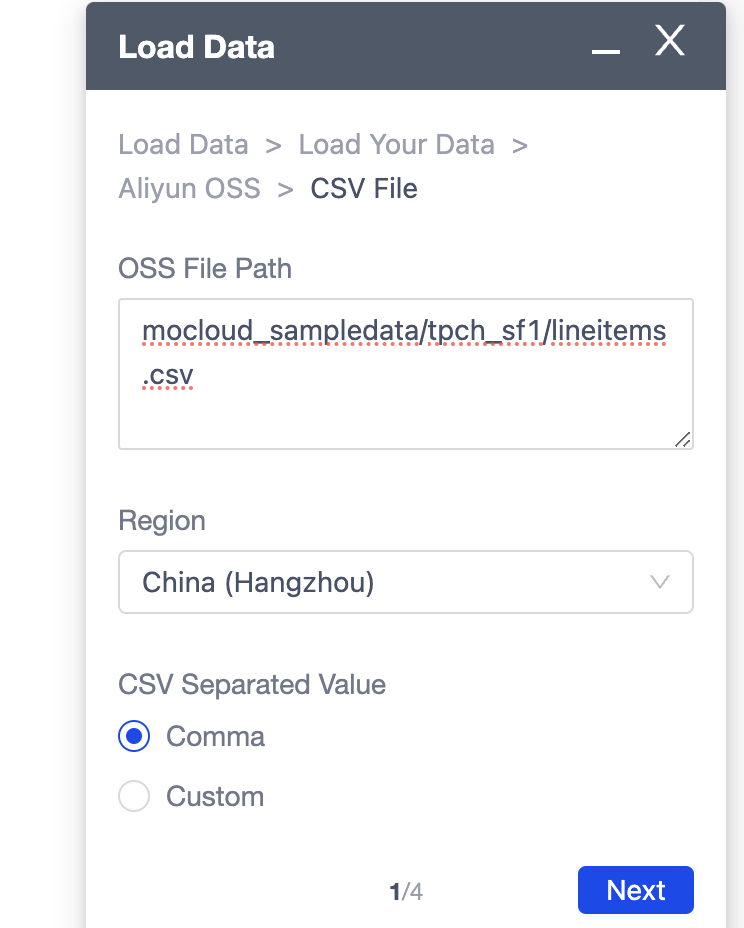 Load Data
Load Data > Load Your Data >
Aliyun OSS > CSV File
OSS File Path
mocloud_sampledata/tpch_sf1/lineitems
.csv
Region
China (Hangzhou)
CSV Separated Value
Comma
Custom
1/4
Next